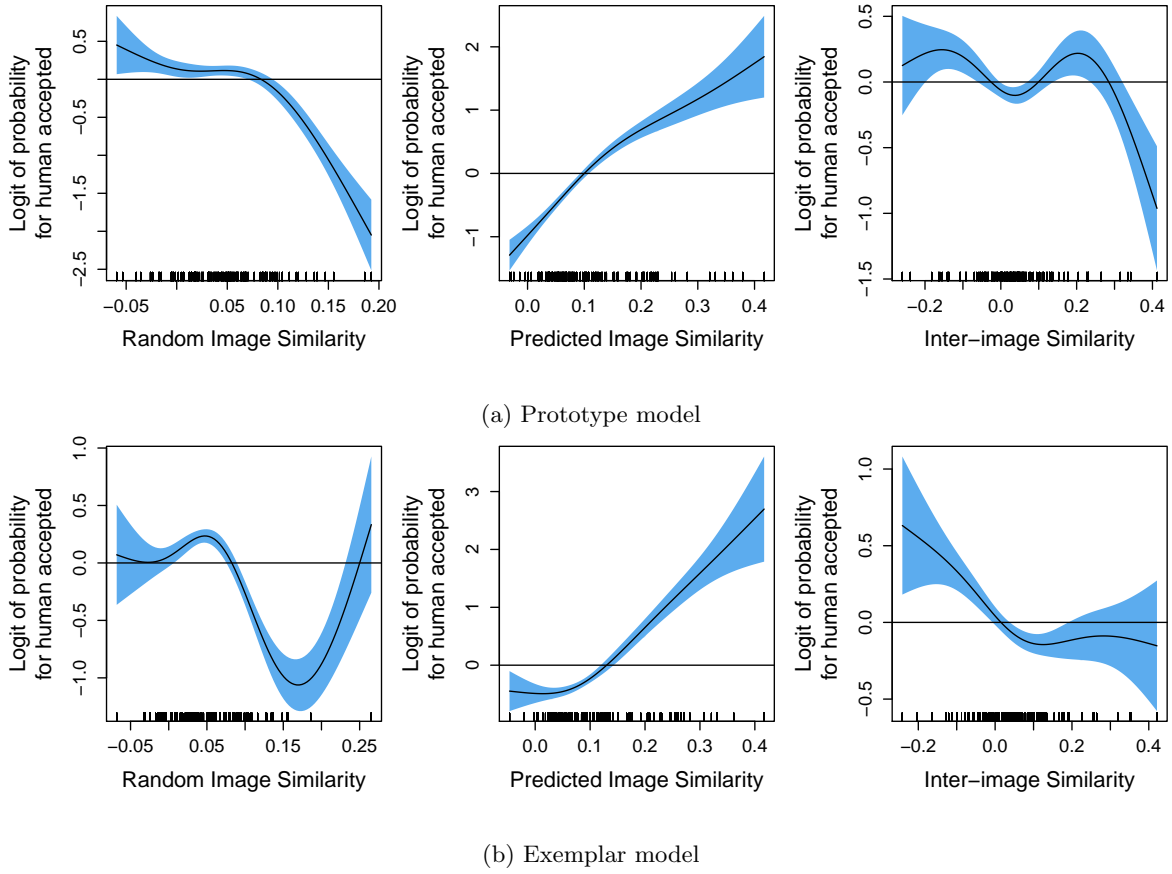 Logit of probability
for human accepted
0.5
−0.5
−1.5
−2.5
−0.05
0.05
0.10
0.15
0.20
Random Image Similarity
Logit of probability
for human accepted
2
1
0
−1
0.0
0.1
0.2
0.3
0.4
Predicted Image Similarity
Logit of probability
for human accepted
0.5
0.0
−0.5
−1.0
−1.5
−0.2
0.0
0.2
0.4
Inter−image Similarity
(a) Prototype model
Logit of probability
for human accepted
1.0
0.5
0.0
−0.5
−1.0
−0.05
0.05
0.15
0.25
Random Image Similarity
Logit of probability
for human accepted
3
2
1
0
0.0
0.1
0.2
0.3
0.4
Predicted Image Similarity
Logit of probability
for human accepted
1.0
0.5
0.0
−0.5
−0.2
0.0
0.2
0.4
Inter−image Similarity
(b) Exemplar model